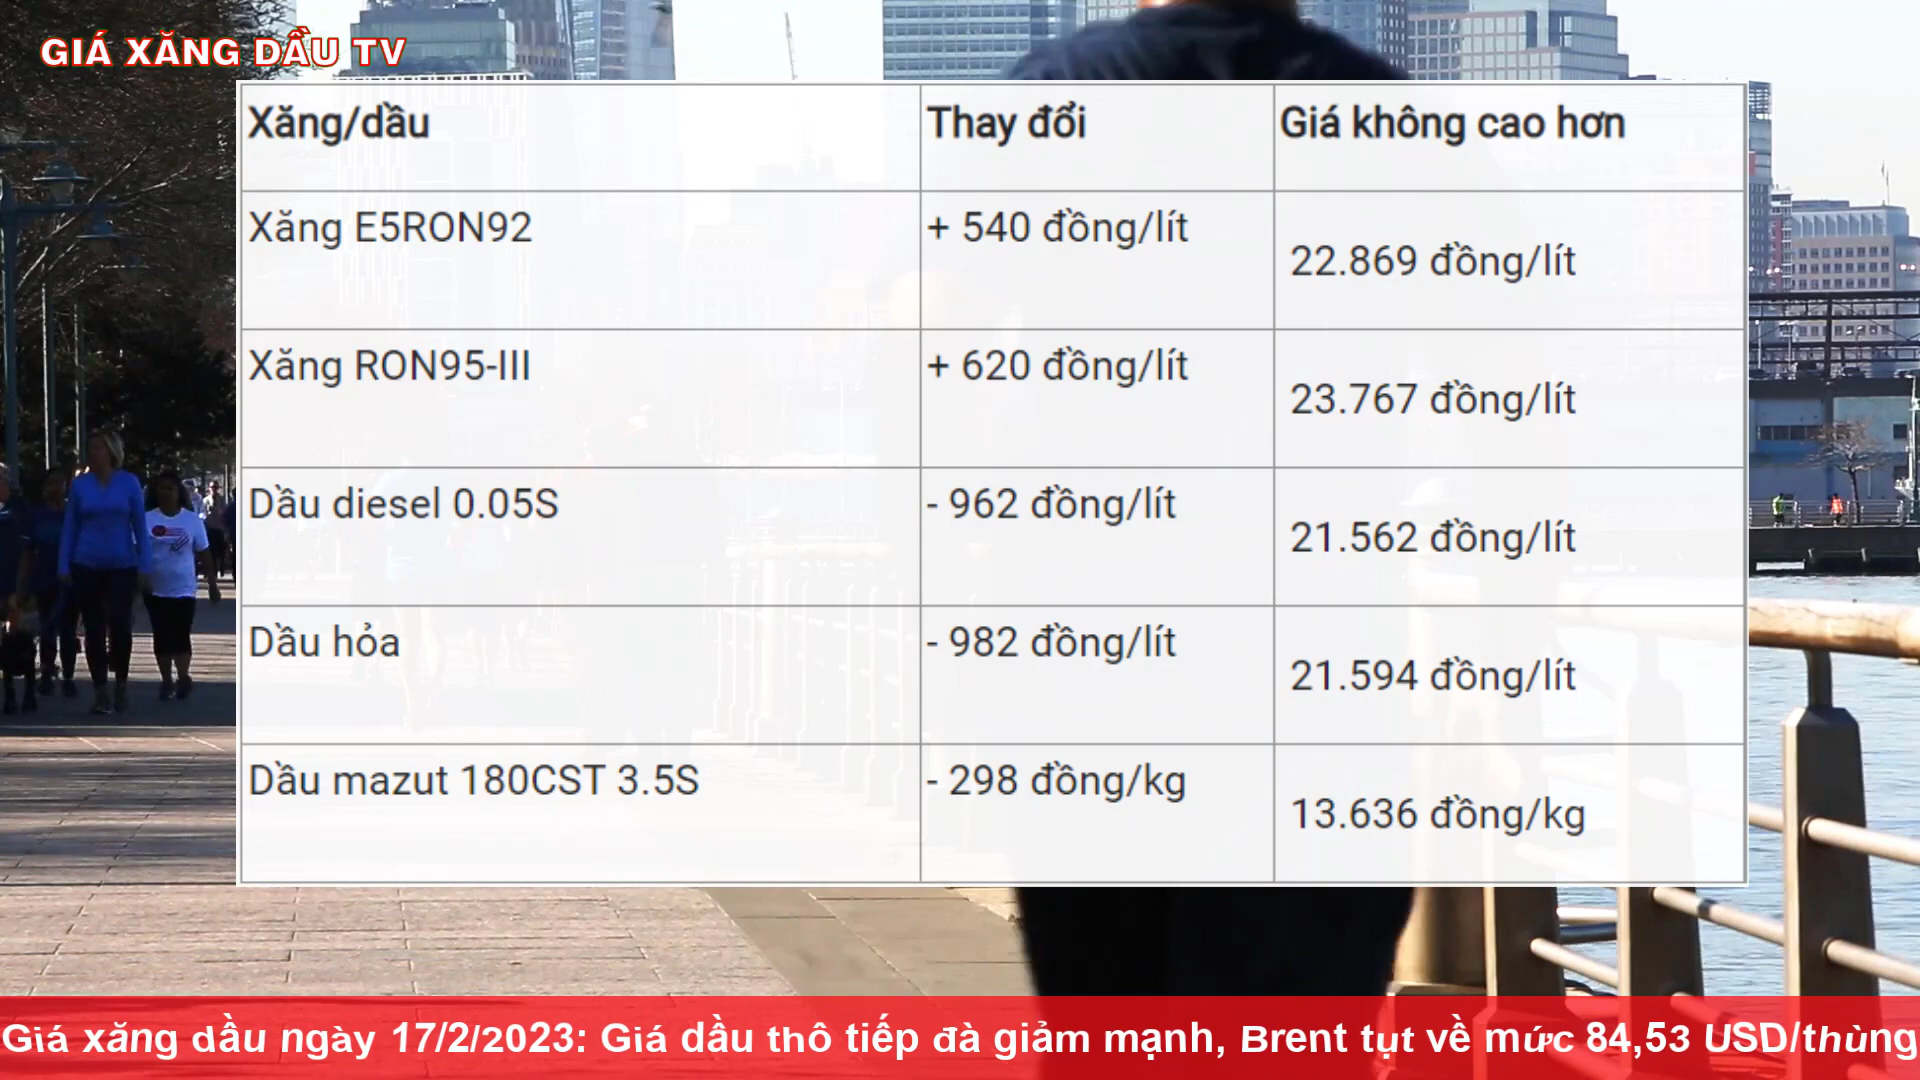 GIÁ XĂNG DẦU TV
Xăng/dầu Thay đổi Giá không cao hơn
Xăng E5RON92 + 540 đồng/lít 22.869 đồng/lít
Xăng RON95-III + 620 đồng/lít 23.767 đồng/lít
Dầu diesel 0.05S - 962 đồng/lít 21.562 đồng/lít
Dầu hỏa - 982 đồng/lít 21.594 đồng/lít
Dầu mazut 180CST 3.5S - 298 đồng/kg 13.636 đồng/kg
Giá xăng dầu ngày 17/2/2023: Giá dầu thô tiếp đà giảm mạnh, Brent tụt về mức 84,53 USD/thùng